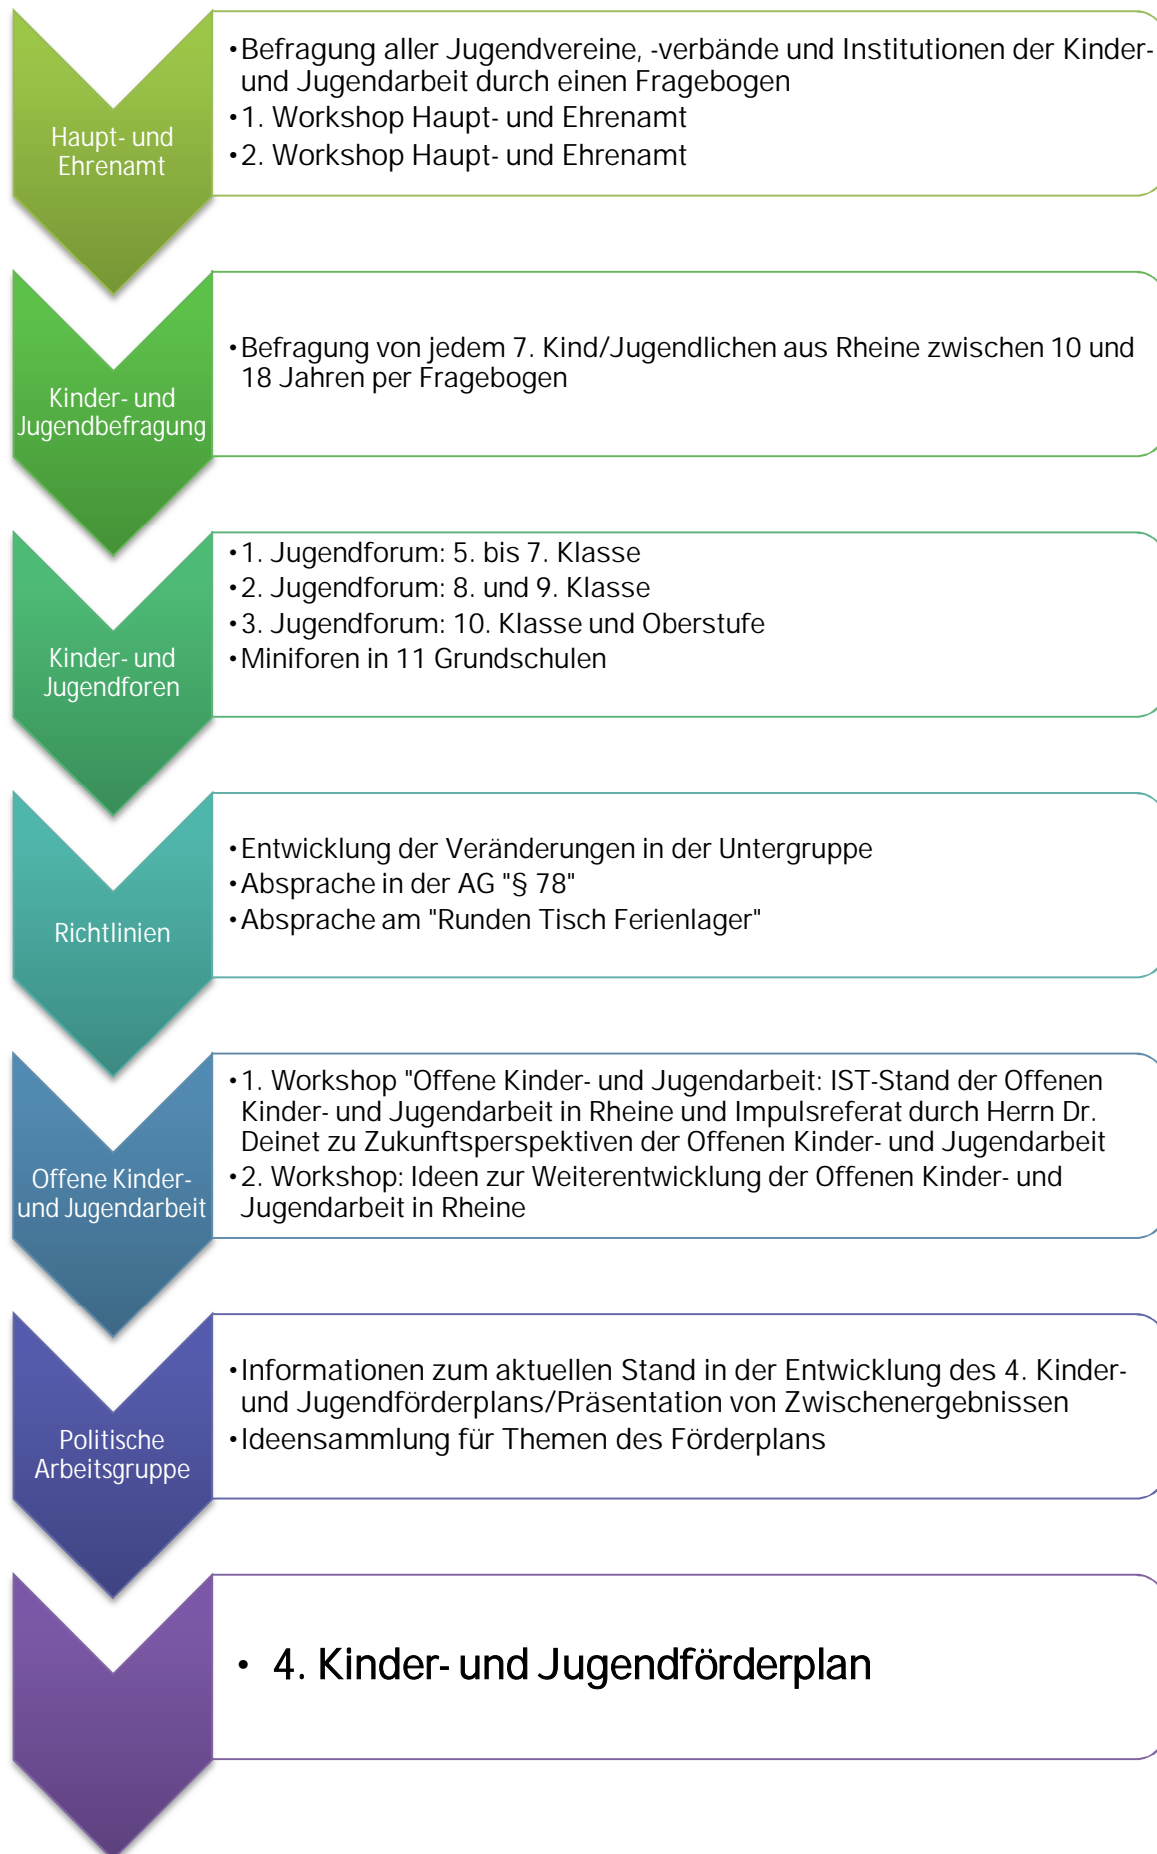 Haupt- und
Ehrenamt
•Befragung aller Jugendvereine, -verbände und Institutionen der Kinder-
und Jugendarbeit durch einen Fragebogen
•1. Workshop Haupt- und Ehrenamt
•2. Workshop Haupt- und Ehrenamt
Kinder- und
Jugendbefragung
•Befragung von jedem 7. Kind/Jugendlichen aus Rheine zwischen 10 und
18 Jahren per Fragebogen
Kinder- und
Jugendforen
•1. Jugendforum: 5. bis 7. Klasse
•2. Jugendforum: 8. und 9. Klasse
•3. Jugendforum: 10. Klasse und Oberstufe
•Miniforen in 11 Grundschulen
Richtlinien
•Entwicklung der Veränderungen in der Untergruppe
•Absprache in der AG "§ 78"
•Absprache am "Runden Tisch Ferienlager"
Offene Kinder-
und Jugendarbeit
•1. Workshop "Offene Kinder- und Jugendarbeit: IST-Stand der Offenen
Kinder- und Jugendarbeit in Rheine und Impulsreferat durch Herrn Dr.
Deinet zu Zukunftsperspektiven der Offenen Kinder- und Jugendarbeit
•2. Workshop: Ideen zur Weiterentwicklung der Offenen Kinder- und
Jugendarbeit in Rheine
Politische
Arbeitsgruppe
•Informationen zum aktuellen Stand in der Entwicklung des 4. Kinder-
und Jugendförderplans/Präsentation von Zwischenergebnissen
•Ideensammlung für Themen des Förderplans
• 4. Kinder- und Jugendförderplan